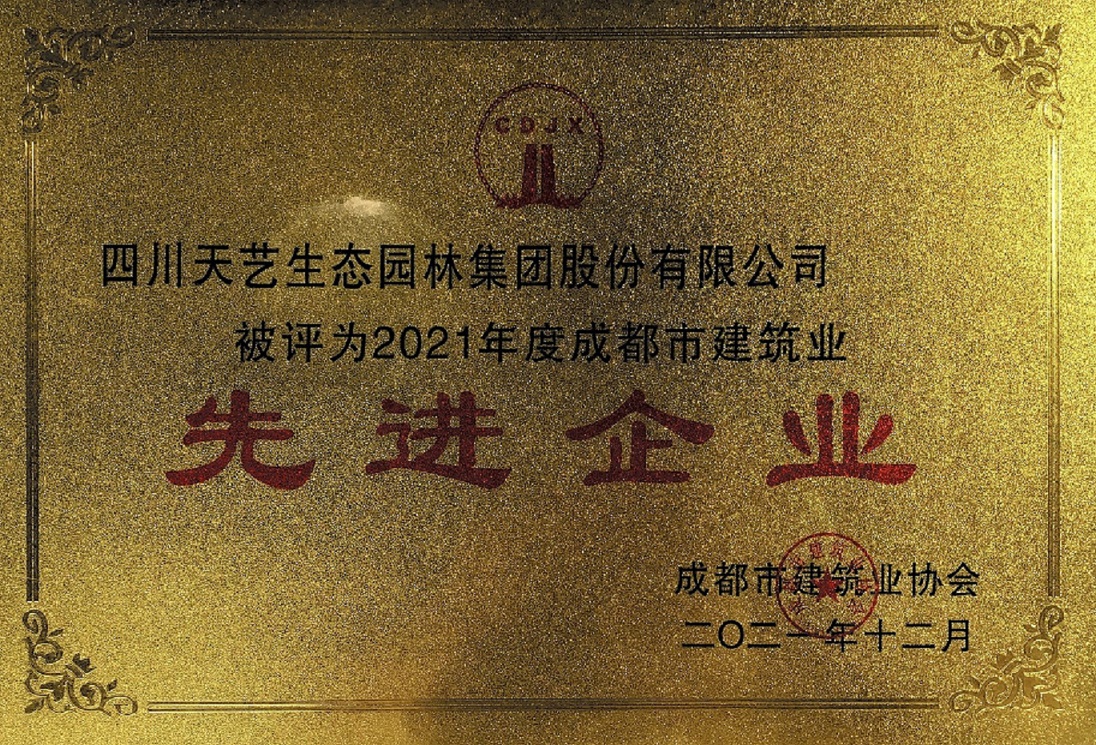 CDJX
四川天艺生态园林集团股份有限公司
被评为2021年度成都市建筑业
先进企业
成都市建筑业协会
二〇二一年十二月